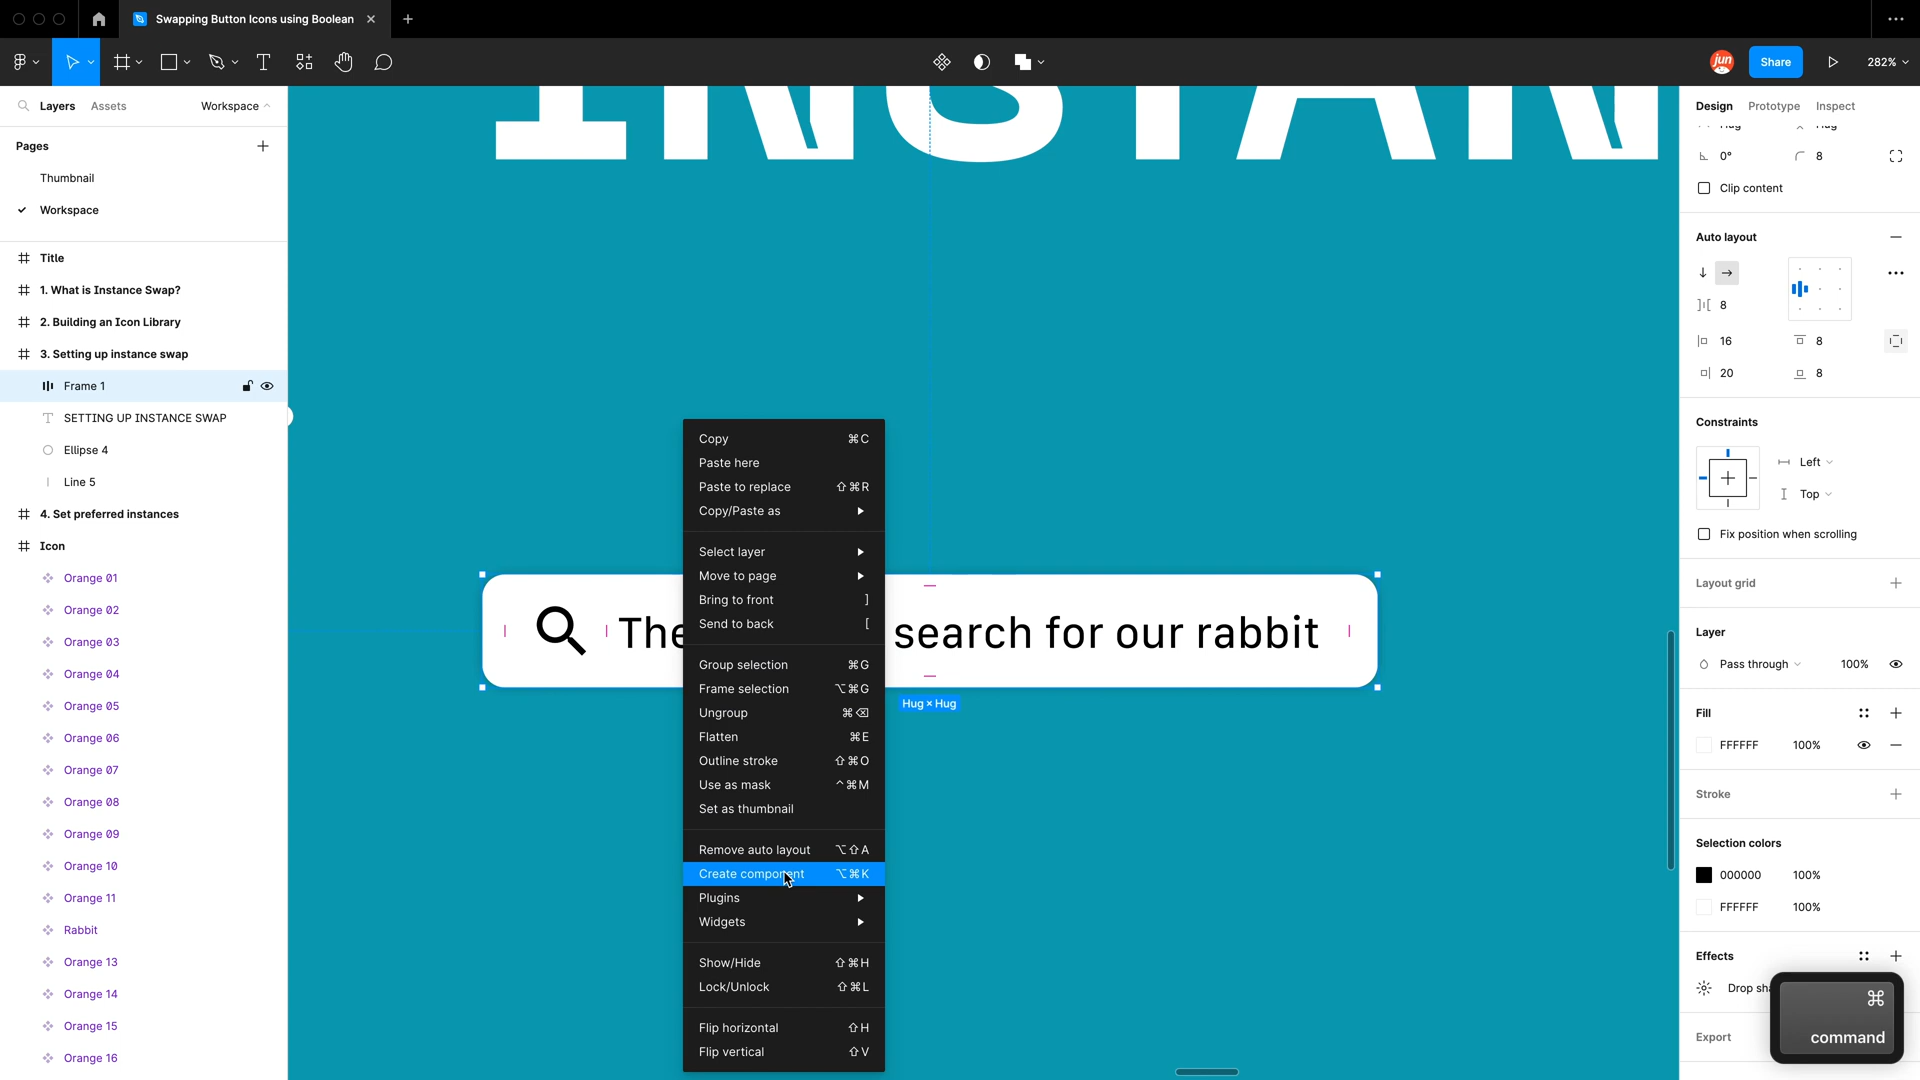 Swapping Button Icons using Boolean
jun
Share
282%
Layers
Assets
Workspace
Pages
Thumbnail
Workspace
Title
1. What is Instance Swap?
2. Building an Icon Library
3. Setting up instance swap
Frame 1
SETTING UP INSTANCE SWAP
Ellipse 4
Line 5
4. Set preferred instances
Icon
Orange 01
Orange 02
Orange 03
Orange 04
Orange 05
Orange 06
Orange 07
Orange 08
Orange 09
Orange 10
Orange 11
Rabbit
Orange 13
Orange 14
Orange 15
Orange 16
INSTAN
The search for our rabbit
Hug × Hug
Copy ⌘C
Paste here
Paste to replace ⇧⌘R
Copy/Paste as
Select layer
Move to page
Bring to front ]
Send to back [
Group selection ⌘G
Frame selection ⌥⌘G
Ungroup ⌘⌫
Flatten ⌘E
Outline stroke ⇧⌘O
Use as mask ^⌘M
Set as thumbnail
Remove auto layout ⌥⇧A
Create component ⌥⌘K
Plugins
Widgets
Show/Hide ⇧⌘H
Lock/Unlock ⇧⌘L
Flip horizontal ⇧H
Flip vertical ⇧V
Design
Prototype
Inspect
Hug Hug
0° 8
Clip content
Auto layout
8
16 8
20 8
Constraints
Left
Top
Fix position when scrolling
Layout grid
Layer
Pass through 100%
Fill
FFFFFF 100%
Stroke
Selection colors
000000 100%
FFFFFF 100%
Effects
Drop sha
Export
⌘
command